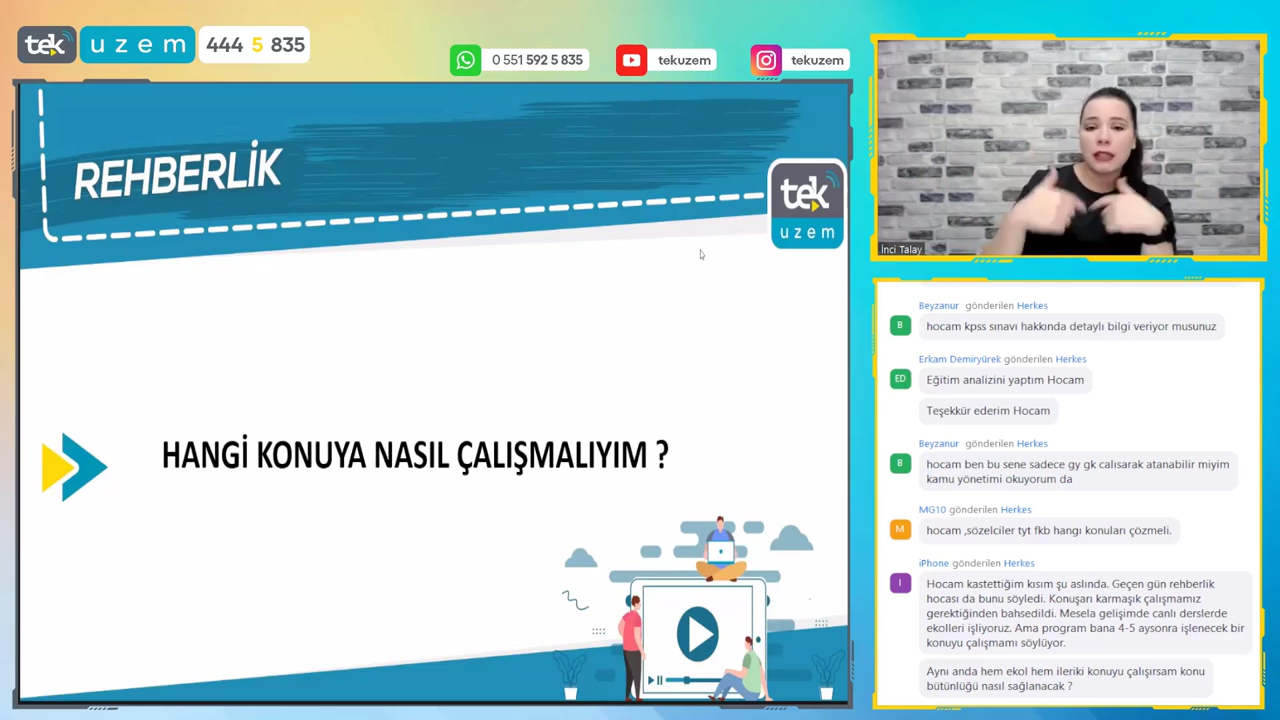 tek uzem 444 5 835
0 551 592 5 835
tekuzem
tekuzem
REHBERLİK
tek
uzem
HANGİ KONUYA NASIL ÇALIŞMALIYIM ?
İnci Talay
Beyzanur gönderilen Herkes
B
hocam kpss sınavı hakkında detaylı bilgi veriyor musunuz
Erkam Demiryürek gönderilen Herkes
ED
Eğitim analizini yaptım Hocam
Teşekkür ederim Hocam
Beyzanur gönderilen Herkes
B
hocam ben bu sene sadece gy gk calısarak atanabilir miyim
kamu yönetimi okuyorum da
MG10 gönderilen Herkes
M
hocam ,sözelciler tyt fkb hangı konuları çözmeli.
iPhone gönderilen Herkes
I
Hocam kastettiğim kısım şu aslında. Geçen gün rehberlik
hocası da bunu söyledi. Konuşarı karmaşık çalışmamız
gerektiğinden bahsedildi. Mesela gelişimde canlı derslerde
ekolleri işliyoruz. Ama program bana 4-5 aysonra işlenecek bir
konuyu çalışmamı söylüyor.
Aynı anda hem ekol hem ileriki konuyu çalışırsam konu
bütünlüğü nasıl sağlanacak ?